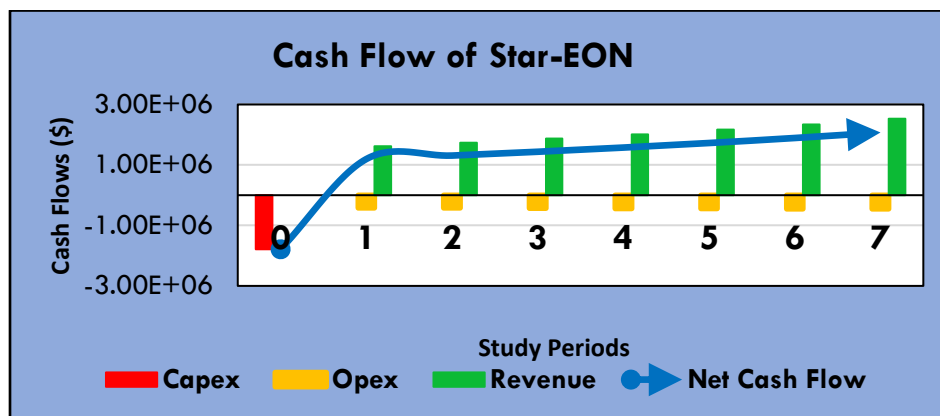 Cash Flow of Star-EON
Cash Flows ($)
3.00E+06
1.00E+06
-1.00E+06
-3.00E+06
0 1 2 3 4 5 6 7
Study Periods
Capex Opex Revenue Net Cash Flow